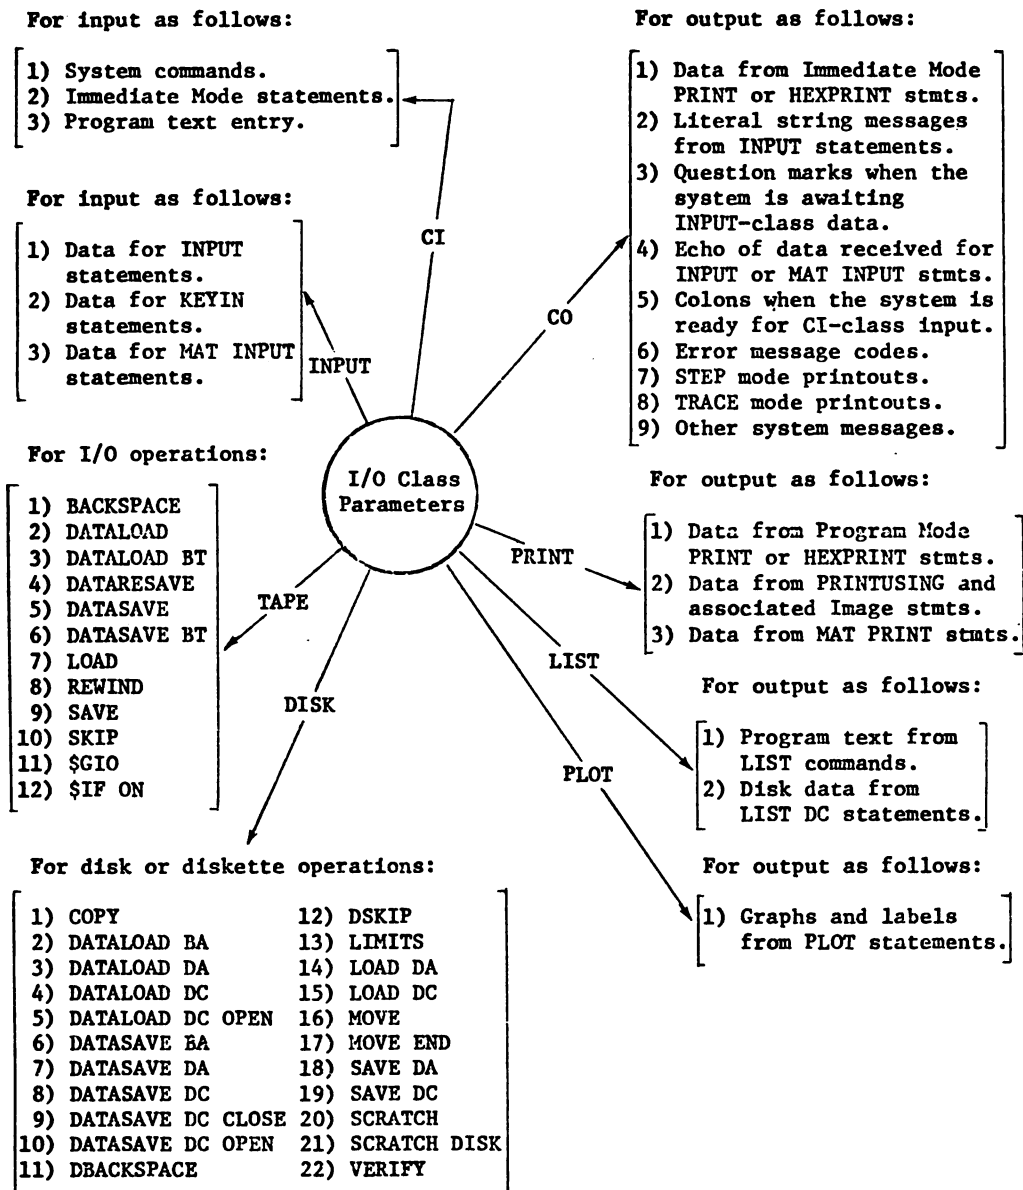 For input as follows:
1) System commands.
2) Immediate Mode statements.
3) Program text entry.
CI
For input as follows:
1) Data for INPUT
statements.
2) Data for KEYIN
statements.
3) Data for MAT INPUT
statements.
INPUT
For output as follows:
1) Data from Immediate Mode
PRINT or HEXPRINT stmts.
2) Literal string messages
from INPUT statements.
3) Question marks when the
system is awaiting
INPUT-class data.
4) Echo of data received for
INPUT or MAT INPUT stmts.
5) Colons when the system is
ready for CI-class input.
6) Error message codes.
7) STEP mode printouts.
8) TRACE mode printouts.
9) Other system messages.
CO
I/O Class
Parameters
For I/O operations:
1) BACKSPACE
2) DATALOAD
3) DATALOAD BT
4) DATARESAVE
5) DATASAVE
6) DATASAVE BT
7) LOAD
8) REWIND
9) SAVE
10) SKIP
11) $GIO
12) $IF ON
TAPE
For output as follows:
1) Data from Program Mode
PRINT or HEXPRINT stmts.
2) Data from PRINTUSING and
associated Image stmts.
3) Data from MAT PRINT stmts.
PRINT
LIST
For output as follows:
1) Program text from
LIST commands.
2) Disk data from
LIST DC statements.
DISK
PLOT
For output as follows:
1) Graphs and labels
from PLOT statements.
For disk or diskette operations:
1) COPY
2) DATALOAD BA
3) DATALOAD DA
4) DATALOAD DC
5) DATALOAD DC OPEN
6) DATASAVE BA
7) DATASAVE DA
8) DATASAVE DC
9) DATASAVE DC CLOSE
10) DATASAVE DC OPEN
11) DBACKSPACE
12) DSKIP
13) LIMITS
14) LOAD DA
15) LOAD DC
16) MOVE
17) MOVE END
18) SAVE DA
19) SAVE DC
20) SCRATCH
21) SCRATCH DISK
22) VERIFY